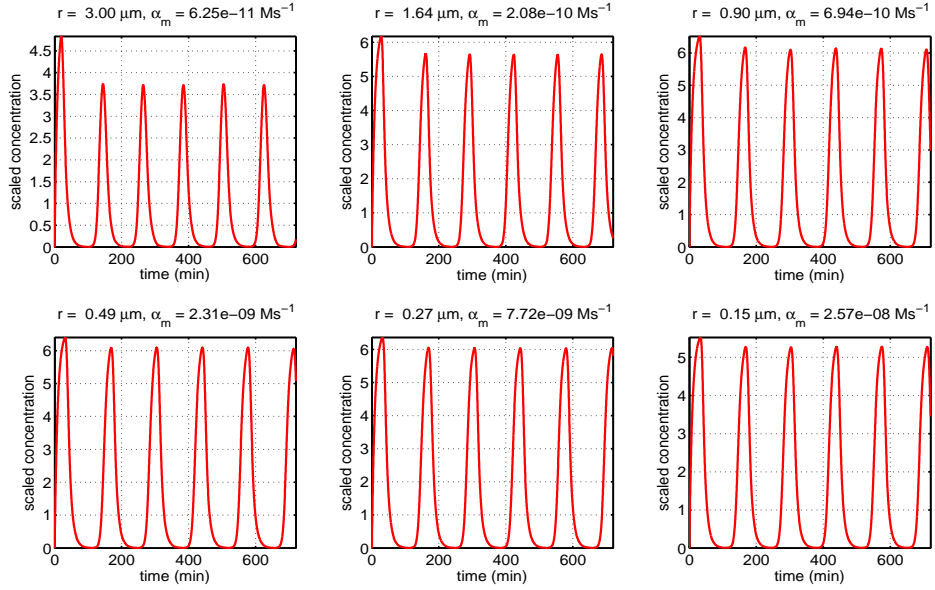 r = 3.00 μm, αm = 6.25e−11 Ms−1
4.5
4
3.5
3
2.5
2
1.5
1
0.5
0
scaled concentration
0 200 400 600
time (min)
r = 1.64 μm, αm = 2.08e−10 Ms−1
6
5
4
3
2
1
0
scaled concentration
0 200 400 600
time (min)
r = 0.90 μm, αm = 6.94e−10 Ms−1
6
5
4
3
2
1
0
scaled concentration
0 200 400 600
time (min)
r = 0.49 μm, αm = 2.31e−09 Ms−1
6
5
4
3
2
1
0
scaled concentration
0 200 400 600
time (min)
r = 0.27 μm, αm = 7.72e−09 Ms−1
6
5
4
3
2
1
0
scaled concentration
0 200 400 600
time (min)
r = 0.15 μm, αm = 2.57e−08 Ms−1
5
4
3
2
1
0
scaled concentration
0 200 400 600
time (min)